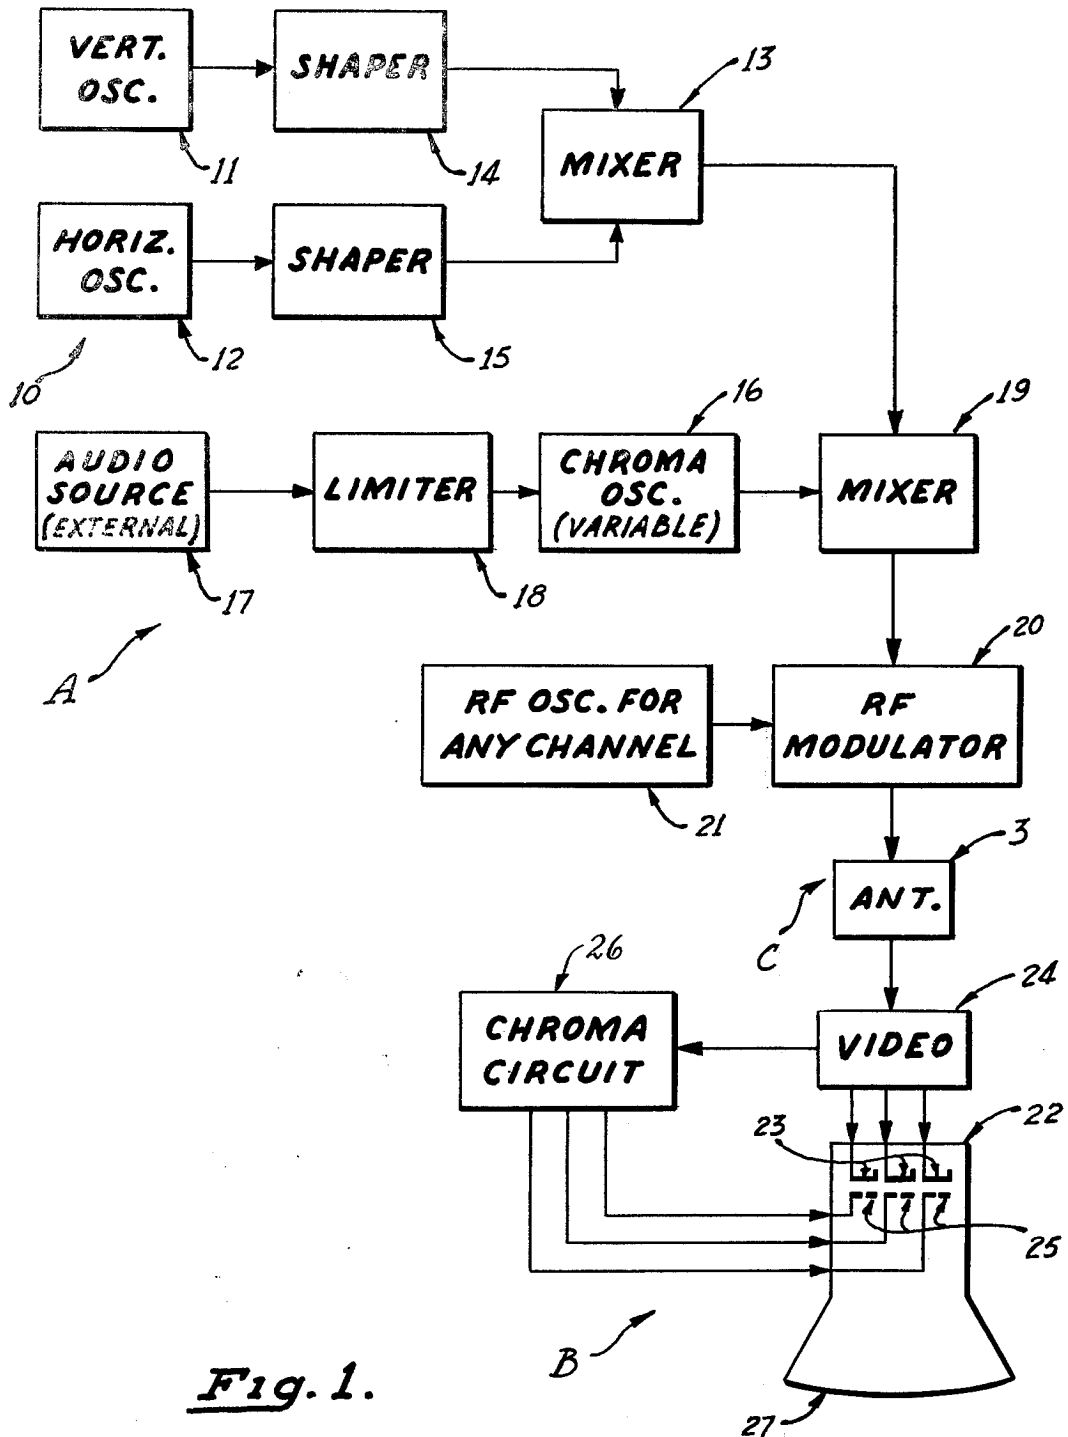 VERT.
OSC.
SHAPER
13
MIXER
11
14
HORIZ.
OSC.
SHAPER
12
15
10
16
19
AUDIO
SOURCE
(EXTERNAL)
LIMITER
CHROMA
OSC.
(VARIABLE)
MIXER
17
18
A
20
RF OSC. FOR
ANY CHANNEL
RF
MODULATOR
21
3
ANT.
C
26
24
CHROMA
CIRCUIT
VIDEO
22
23
25
B
27
Fig. 1.